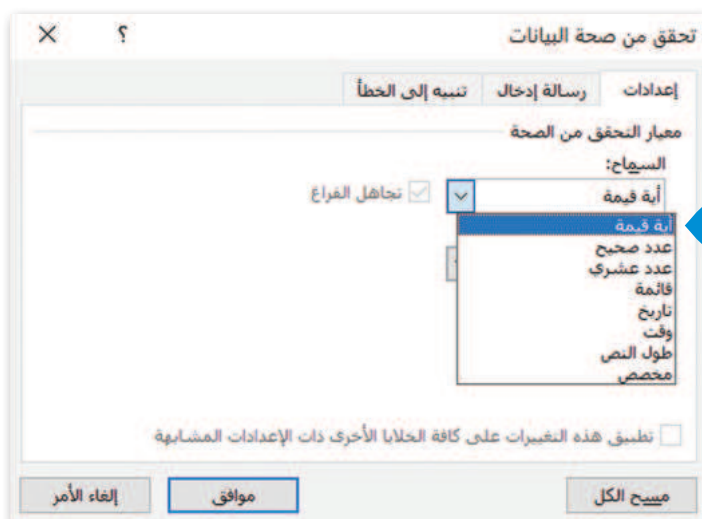 تحقق من صحة البيانات ؟ ×
إعدادات رسالة إدخال تنبيه إلى الخطأ
معيار التحقق من الصحة
السماح:
أية قيمة تجاهل الفراغ
أية قيمة
عدد صحيح
عدد عشري
قائمة
تاريخ
وقت
طول النص
مخصص
تطبيق هذه التغييرات على كافة الخلايا الأخرى ذات الإعدادات المشابهة
مسح الكل موافق إلغاء الأمر